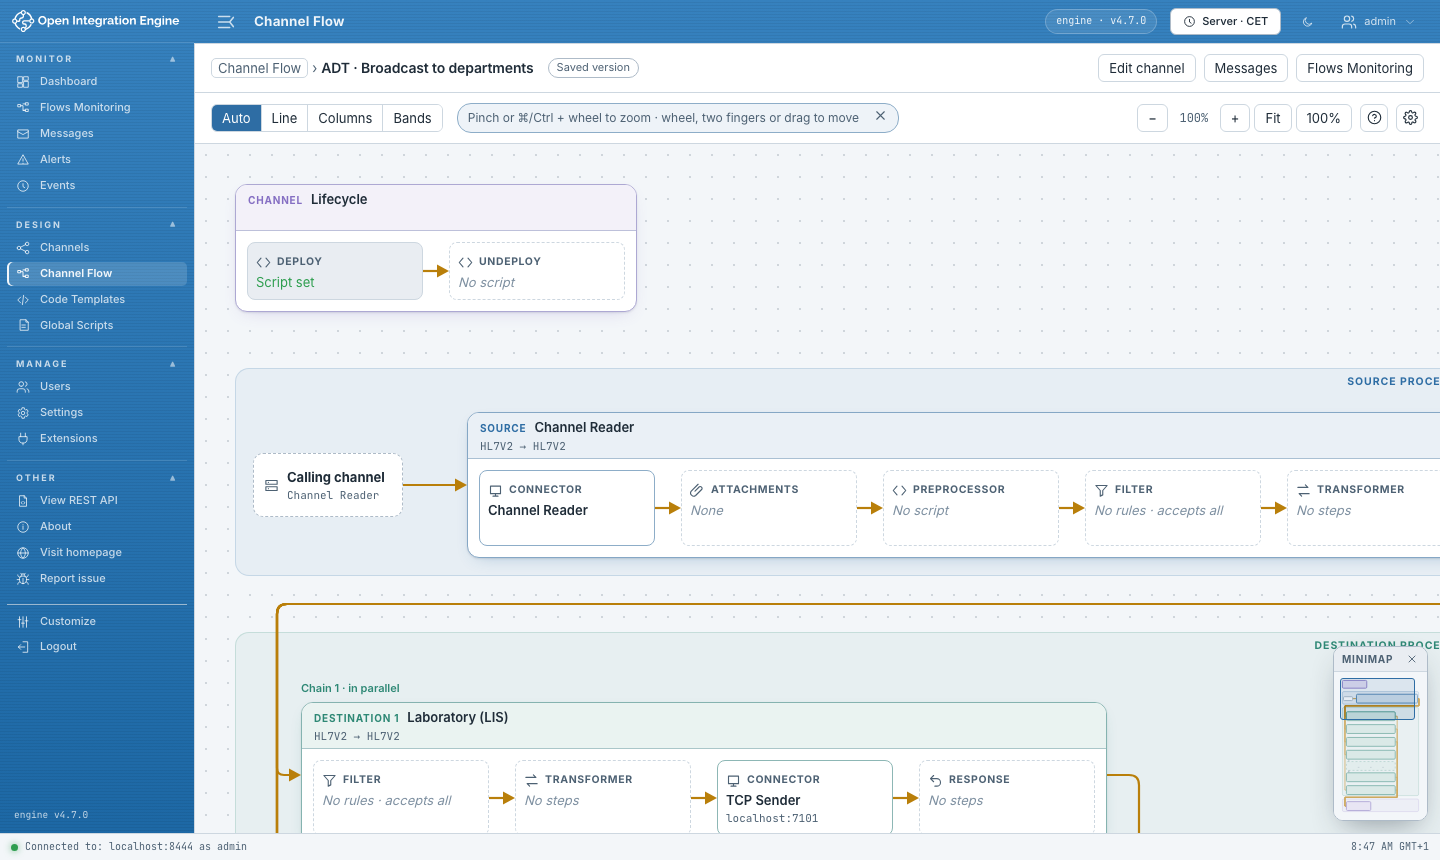 Open Integration Engine
Channel Flow
engine · v4.7.0
Server · CET
admin
MONITOR
Dashboard
Flows Monitoring
Messages
Alerts
Events
DESIGN
Channels
Channel Flow
Code Templates
Global Scripts
MANAGE
Users
Settings
Extensions
OTHER
View REST API
About
Visit homepage
Report issue
Customize
Logout
engine v4.7.0
Channel Flow › ADT · Broadcast to departments
Saved version
Edit channel
Messages
Flows Monitoring
Auto
Line
Columns
Bands
Pinch or ⌘/Ctrl + wheel to zoom · wheel, two fingers or drag to move
−
100%
+
Fit
100%
CHANNEL Lifecycle
DEPLOY
Script set
UNDEPLOY
No script
SOURCE PROCE
Calling channel
Channel Reader
SOURCE Channel Reader
HL7V2 → HL7V2
CONNECTOR
Channel Reader
ATTACHMENTS
None
PREPROCESSOR
No script
FILTER
No rules · accepts all
TRANSFORMER
No steps
DESTINATION PROCE
Chain 1 · in parallel
DESTINATION 1 Laboratory (LIS)
HL7V2 → HL7V2
FILTER
No rules · accepts all
TRANSFORMER
No steps
CONNECTOR
TCP Sender
localhost:7101
RESPONSE
No steps
MINIMAP
Connected to: localhost:8444 as admin
8:47 AM GMT+1